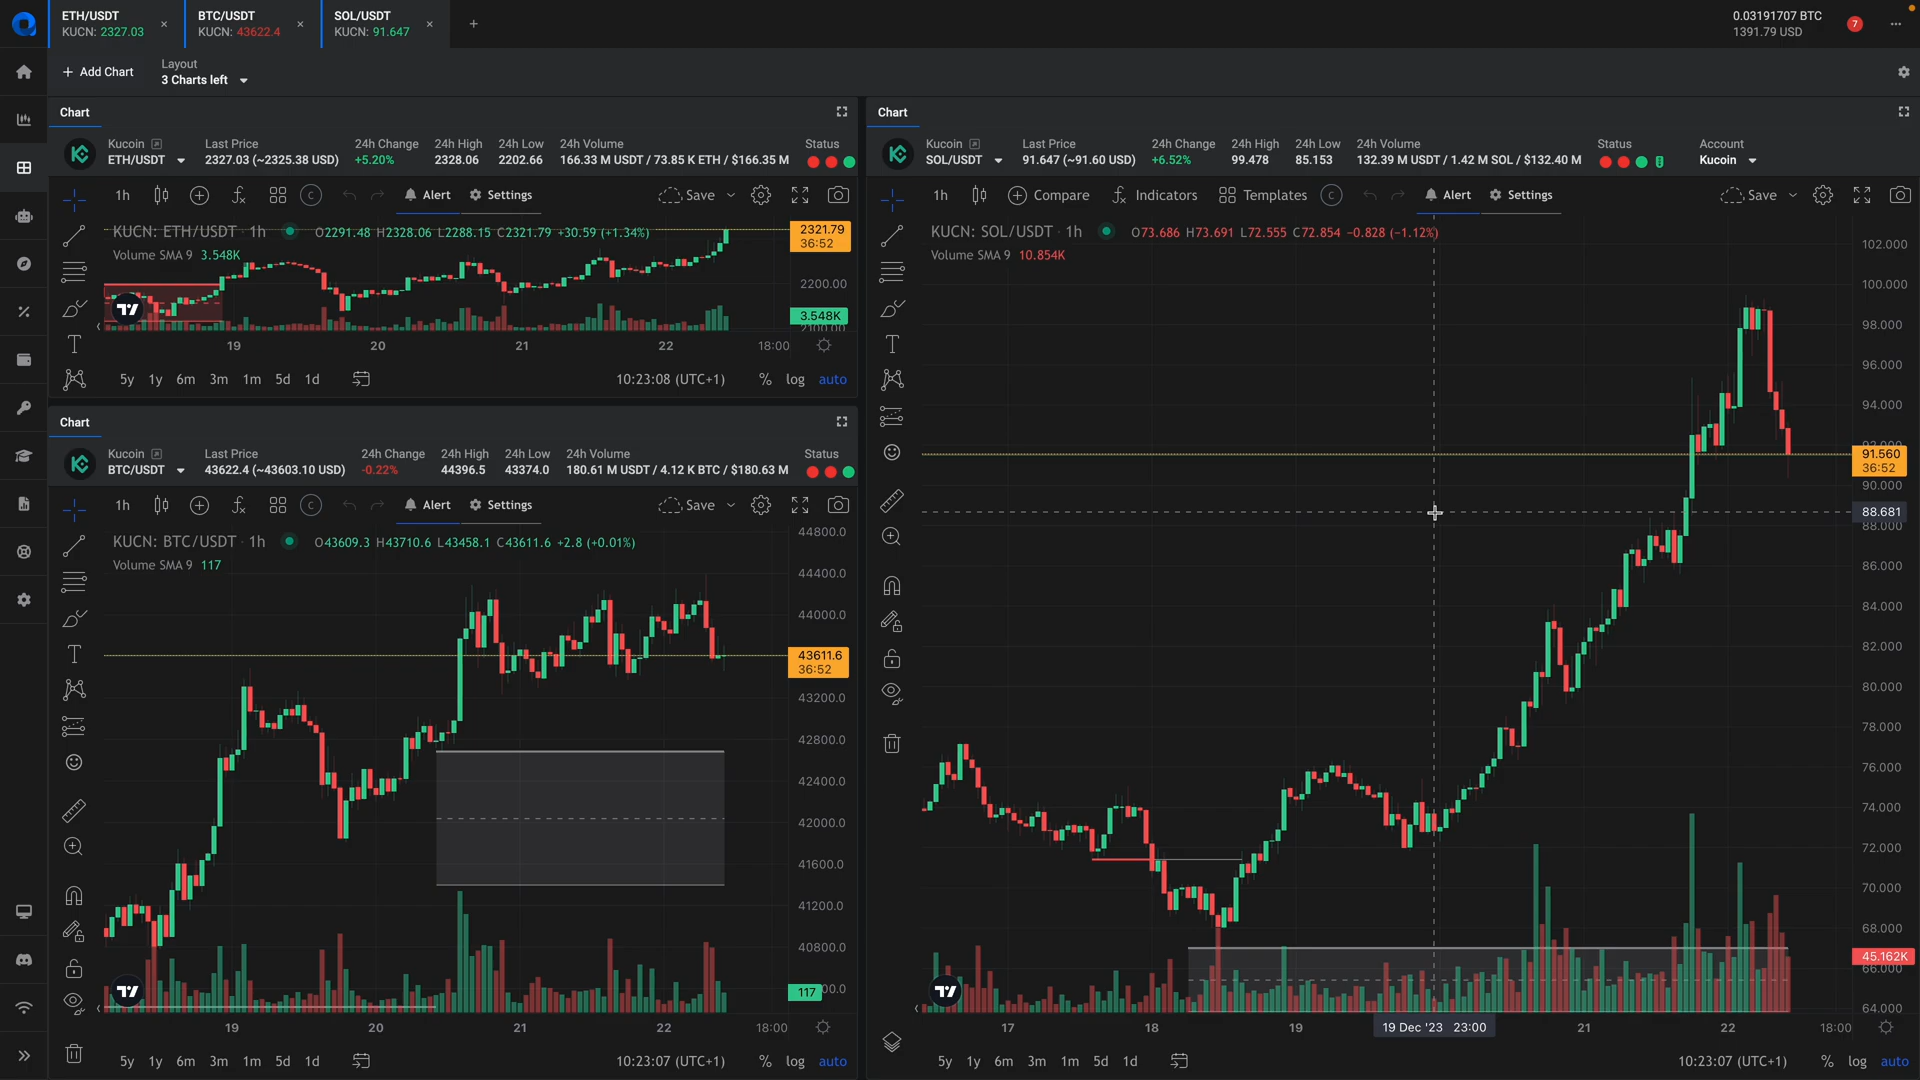 ETH/USDT
KUCN: 2327.03
BTC/USDT
KUCN: 43622.4
SOL/USDT
KUCN: 91.647
0.03191707 BTC
1391.79 USD
7
Add Chart
Layout
3 Charts left
Chart
Kucoin
ETH/USDT
Last Price
2327.03 (~2325.38 USD)
24h Change
+5.20%
24h High
2328.06
24h Low
2202.66
24h Volume
166.33 M USDT / 73.85 K ETH / $166.35 M
Status
1h
C
Alert
Settings
Save
KUCN: ETH/USDT · 1h
O2291.48 H2328.06 L2288.15 C2321.79 +30.59 (+1.34%)
Volume SMA 9 3.548K
2321.79
36:52
2200.00
3.548K
2100.00
19 20 21 22 18:00
5y 1y 6m 3m 1m 5d 1d
10:23:08 (UTC+1)
% log auto
Chart
Kucoin
BTC/USDT
Last Price
43622.4 (~43603.10 USD)
24h Change
-0.22%
24h High
44396.5
24h Low
43374.0
24h Volume
180.61 M USDT / 4.12 K BTC / $180.63 M
Status
1h
C
Alert
Settings
Save
KUCN: BTC/USDT · 1h
O43609.3 H43710.6 L43458.1 C43611.6 +2.8 (+0.01%)
Volume SMA 9 117
44800.0
44400.0
44000.0
43611.6
36:52
43200.0
42800.0
42400.0
42000.0
41600.0
41200.0
40800.0
117
19 20 21 22 18:00
5y 1y 6m 3m 1m 5d 1d
10:23:07 (UTC+1)
% log auto
Chart
Kucoin
SOL/USDT
Last Price
91.647 (~91.60 USD)
24h Change
+6.52%
24h High
99.478
24h Low
85.153
24h Volume
132.39 M USDT / 1.42 M SOL / $132.40 M
Status
Account
Kucoin
1h
Compare
Indicators
Templates
C
Alert
Settings
Save
KUCN: SOL/USDT · 1h
O73.686 H73.691 L72.555 C72.854 −0.828 (−1.12%)
Volume SMA 9 10.854K
102.000
100.000
98.000
96.000
94.000
92.000
91.560
36:52
90.000
88.681
88.000
86.000
84.000
82.000
80.000
78.000
76.000
74.000
72.000
70.000
68.000
45.162K
66.000
64.000
17 18 19 19 Dec '23 23:00 21 22 18:00
5y 1y 6m 3m 1m 5d 1d
10:23:07 (UTC+1)
% log auto